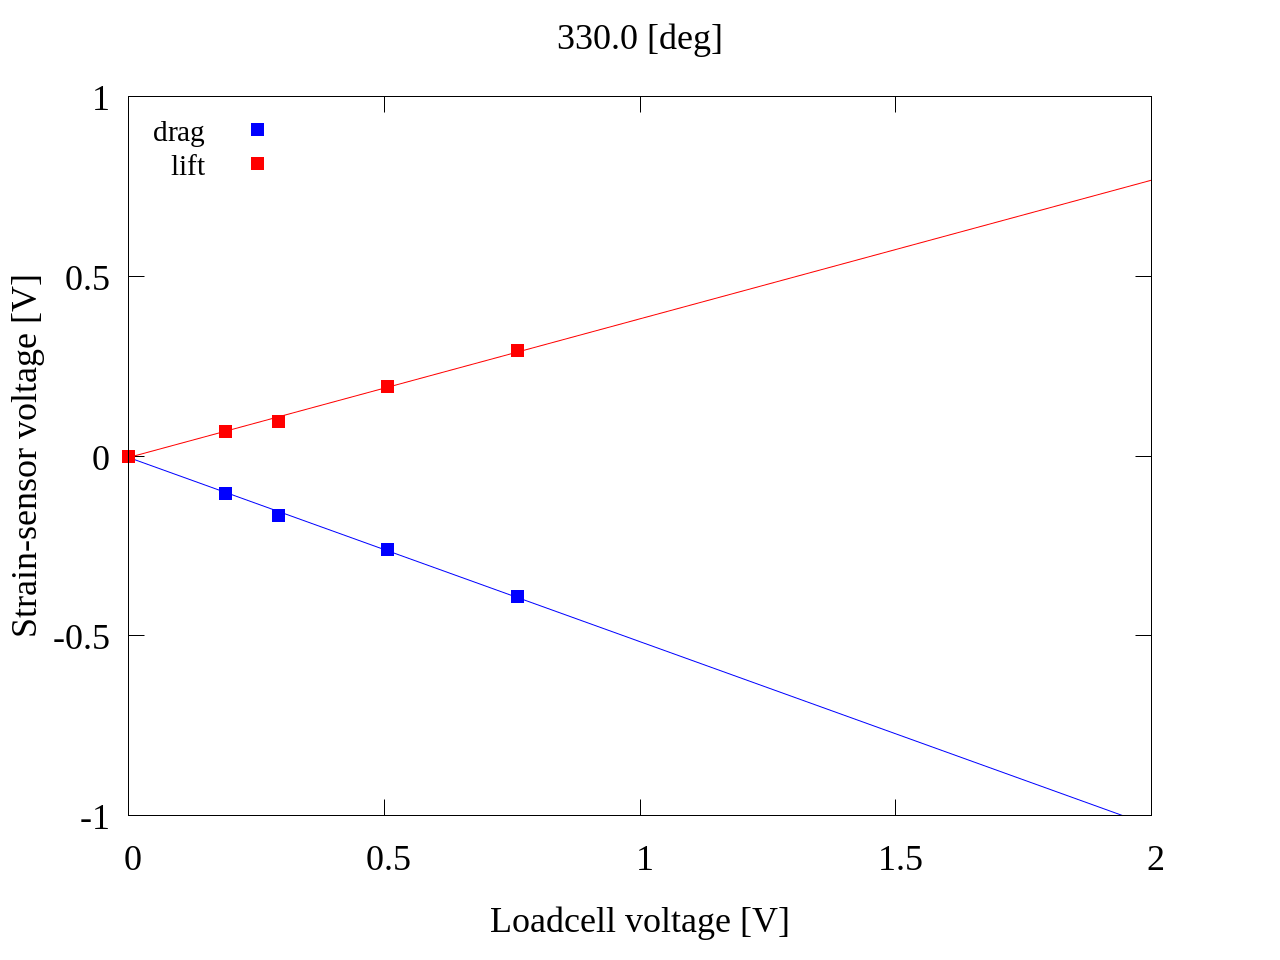 330.0 [deg]
drag
lift
1
0.5
0
-0.5
-1
Strain-sensor voltage [V]
0 0.5 1 1.5 2
Loadcell voltage [V]